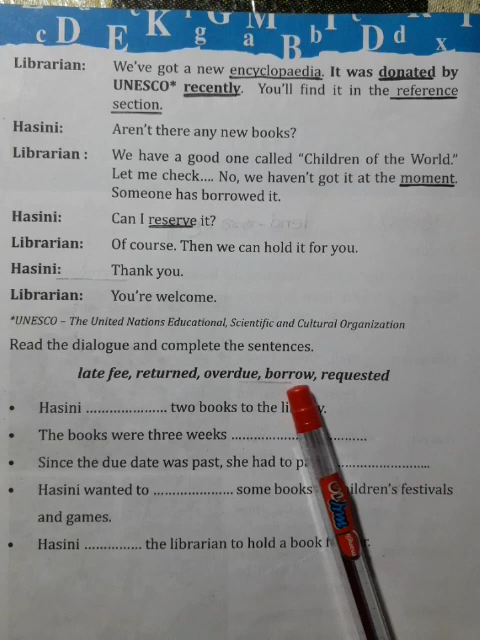 c D E K g G a M B b t D d K x T
Librarian: We've got a new encyclopaedia. It was donated by
UNESCO* recently. You'll find it in the reference
section.
Hasini: Aren't there any new books?
Librarian : We have a good one called "Children of the World."
Let me check.... No, we haven't got it at the moment.
Someone has borrowed it.
Hasini: Can I reserve it?
Librarian: Of course. Then we can hold it for you.
Hasini: Thank you.
Librarian: You're welcome.
*UNESCO – The United Nations Educational, Scientific and Cultural Organization
Read the dialogue and complete the sentences.
late fee, returned, overdue, borrow, requested
• Hasini ..................... two books to the li y.
• The books were three weeks ..................................
• Since the due date was past, she had to p ........................
• Hasini wanted to ..................... some books ildren's festivals
and games.
• Hasini ............... the librarian to hold a book f r.